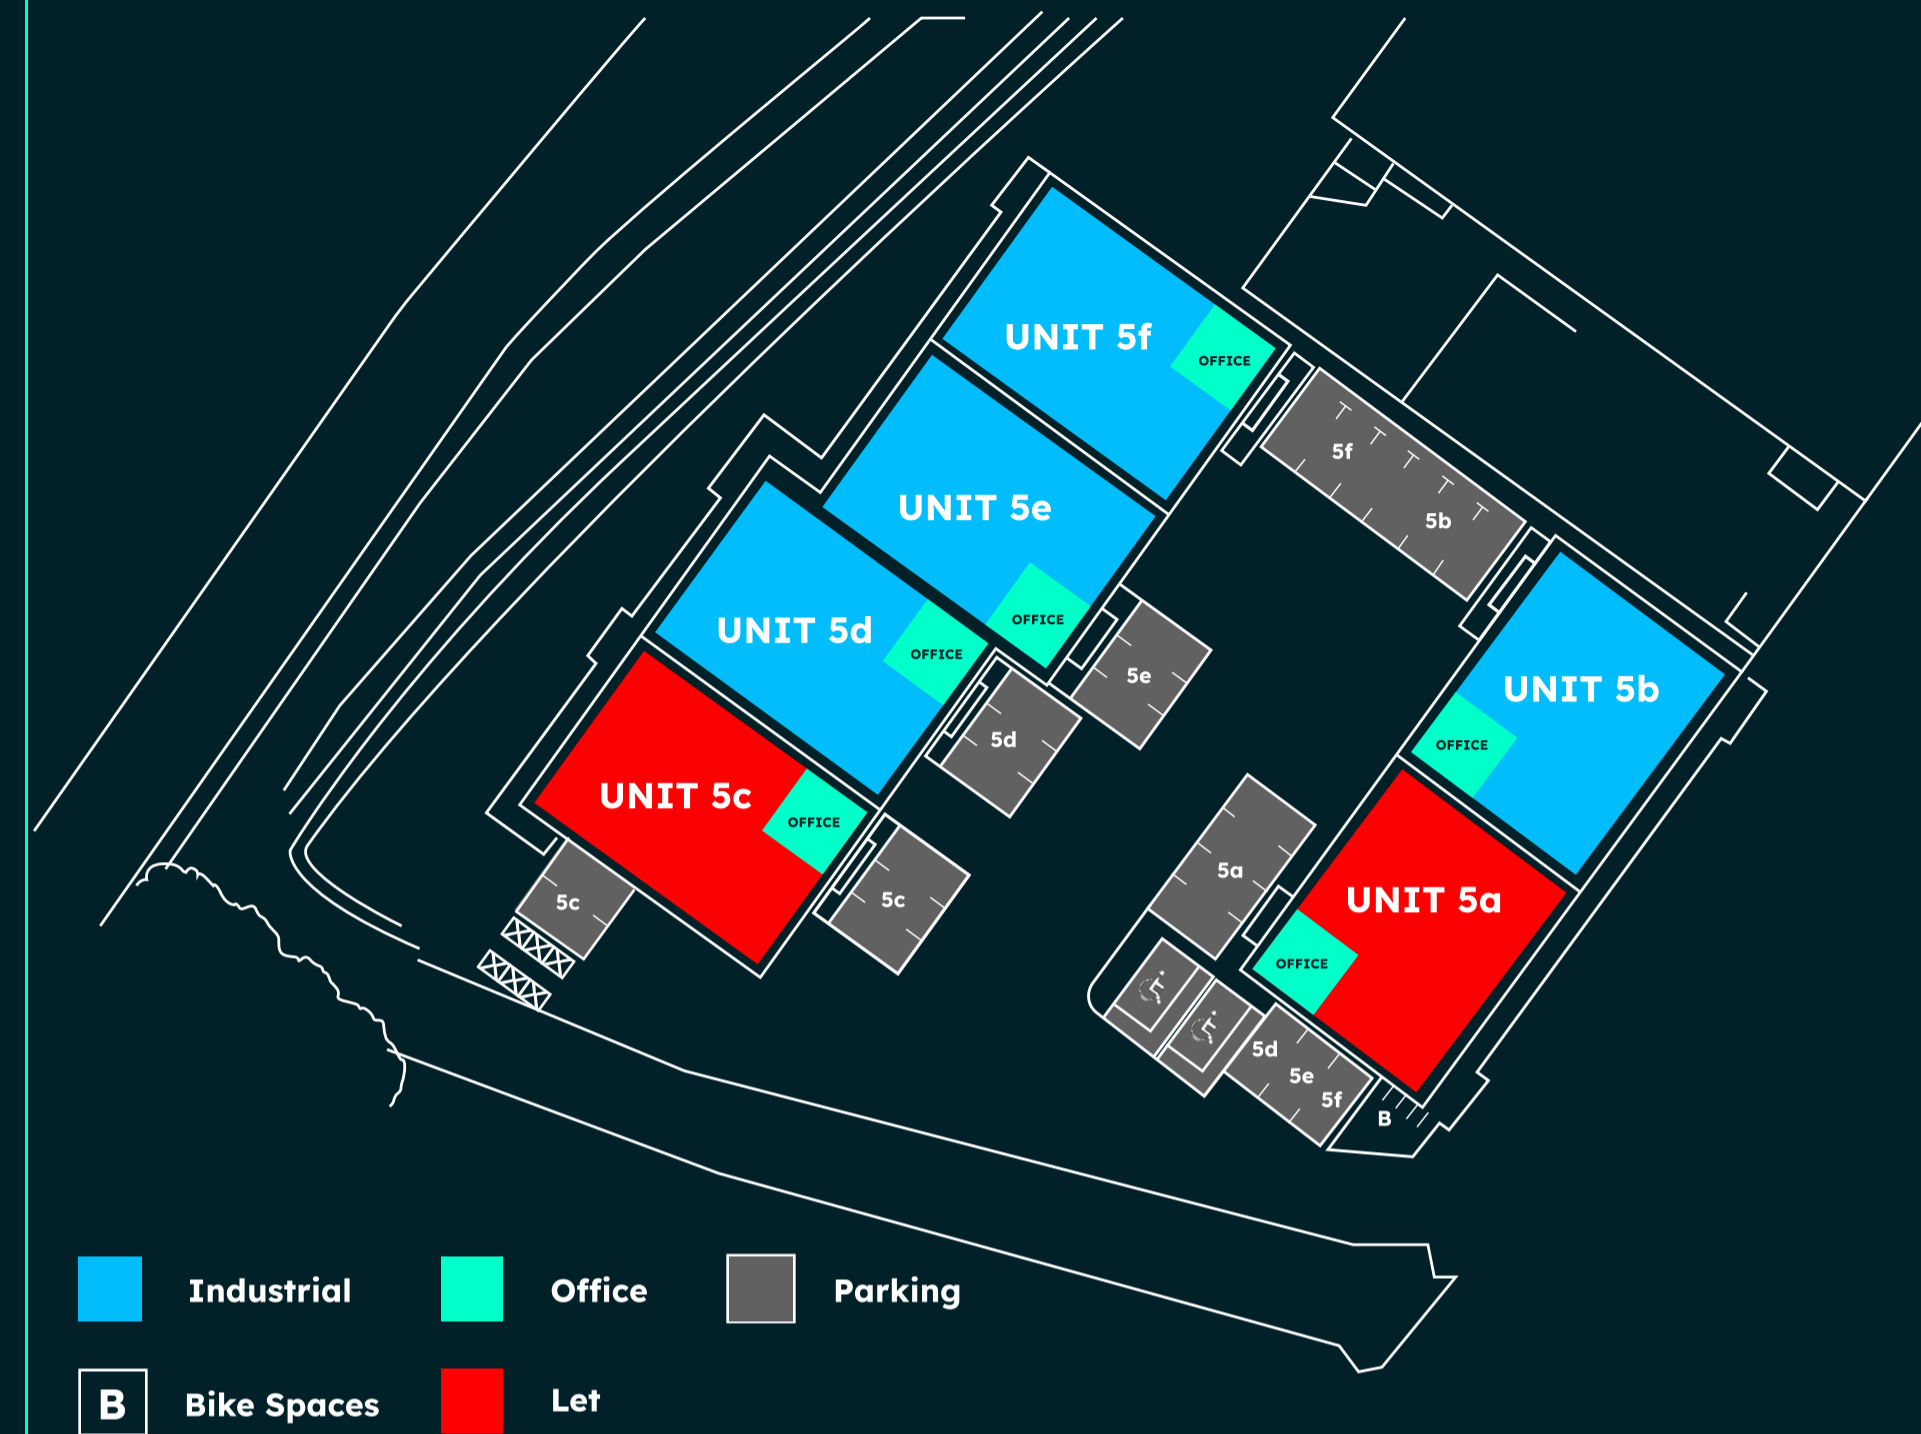 UNIT 5f
OFFICE
5f
UNIT 5e
5b
OFFICE
UNIT 5d
OFFICE
5e
UNIT 5b
OFFICE
5d
UNIT 5c
OFFICE
5a
5c
5c
UNIT 5a
OFFICE
5d
5e
5f
B
Industrial
Office
Parking
B
Bike Spaces
Let